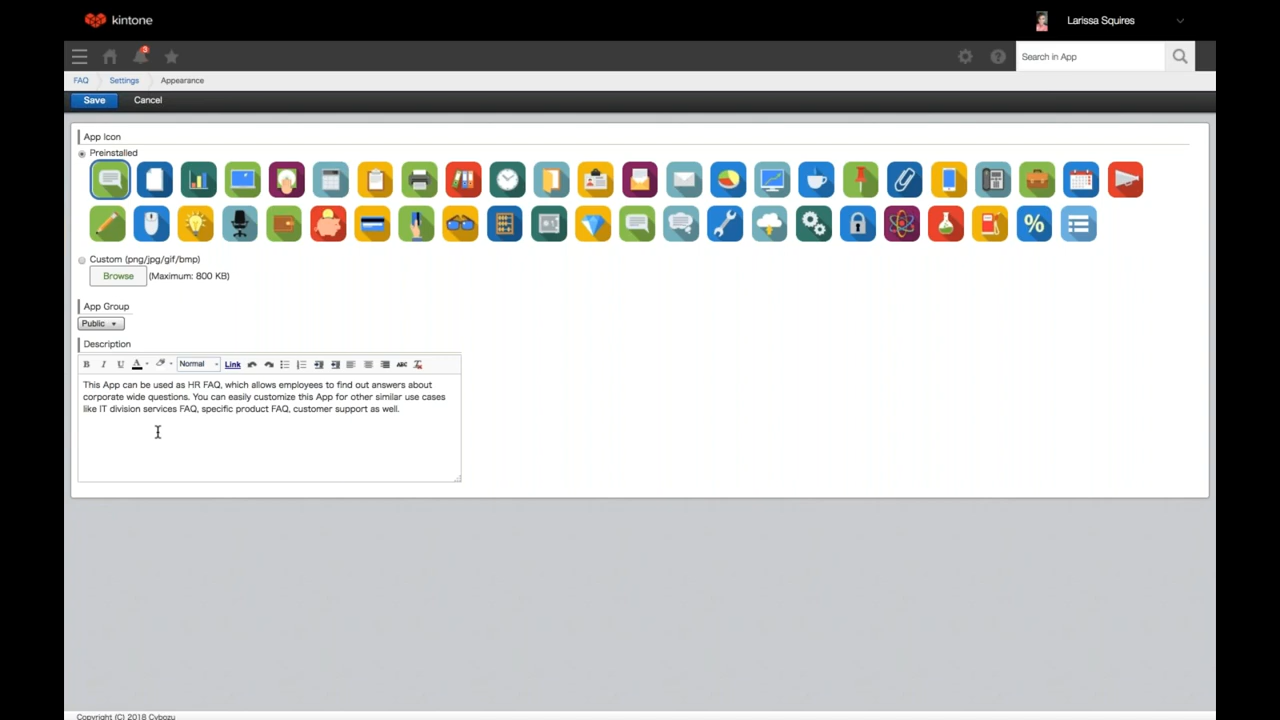 kintone
Larissa Squires
3
Search in App
FAQ Settings Appearance
Save Cancel
App Icon
Preinstalled
%
Custom (png/jpg/gif/bmp)
Browse (Maximum: 800 KB)
App Group
Public
Description
B I U A Normal Link ABC
This App can be used as HR FAQ, which allows employees to find out answers about
corporate wide questions. You can easily customize this App for other similar use cases
like IT division services FAQ, specific product FAQ, customer support as well.
Copyright (C) 2018 Cybozu